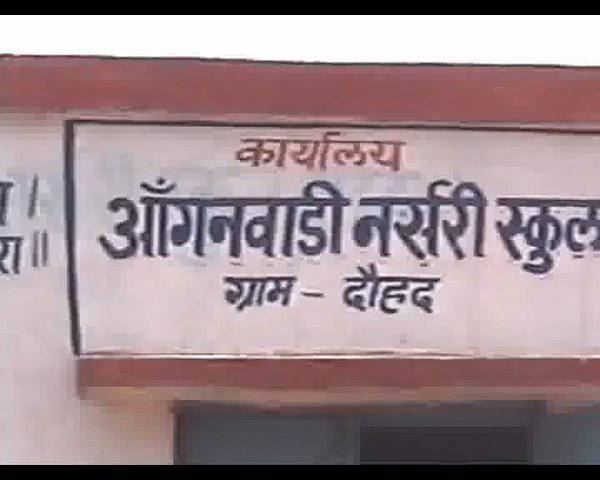 कार्यालय
आँगनवाडी नर्सरी स्कुल
ग्राम - दौहद